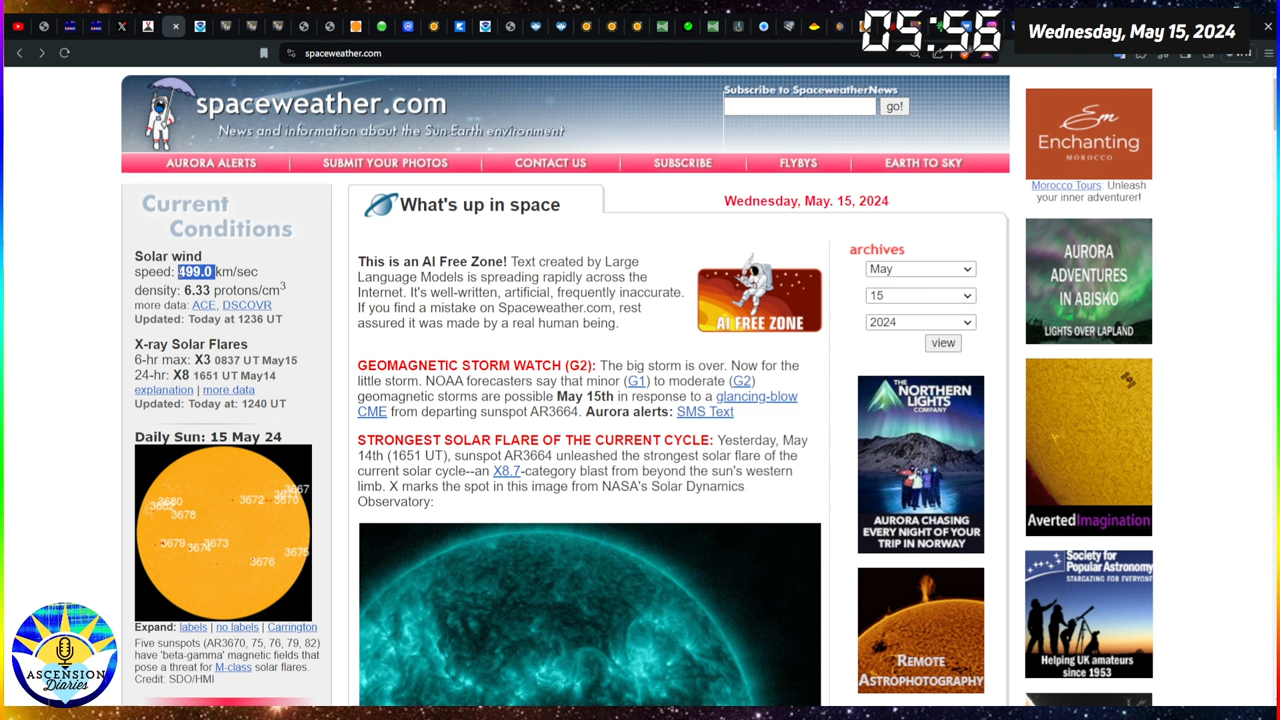 05:56
Wednesday, May 15, 2024
spaceweather.com
spaceweather.com
News and information about the Sun-Earth environment
Subscribe to SpaceweatherNews
go!
AURORA ALERTS
SUBMIT YOUR PHOTOS
CONTACT US
SUBSCRIBE
FLYBYS
EARTH TO SKY
Current
Conditions
Solar wind
speed: 499.0 km/sec
density: 6.33 protons/cm3
more data: ACE, DSCOVR
Updated: Today at 1236 UT
X-ray Solar Flares
6-hr max: X3 0837 UT May15
24-hr: X8 1651 UT May14
explanation | more data
Updated: Today at: 1240 UT
Daily Sun: 15 May 24
3667
3680
3672
3670
3682
3678
3679
3674
3673
3675
3676
Expand: labels | no labels | Carrington
Five sunspots (AR3670, 75, 76, 79, 82)
have 'beta-gamma' magnetic fields that
pose a threat for M-class solar flares.
Credit: SDO/HMI
ASCENSION
Diaries
What's up in space
Wednesday, May. 15, 2024
This is an AI Free Zone! Text created by Large
Language Models is spreading rapidly across the
Internet. It's well-written, artificial, frequently inaccurate.
If you find a mistake on Spaceweather.com, rest
assured it was made by a real human being.
AI FREE ZONE
GEOMAGNETIC STORM WATCH (G2): The big storm is over. Now for the
little storm. NOAA forecasters say that minor (G1) to moderate (G2)
geomagnetic storms are possible May 15th in response to a glancing-blow
CME from departing sunspot AR3664. Aurora alerts: SMS Text
STRONGEST SOLAR FLARE OF THE CURRENT CYCLE: Yesterday, May
14th (1651 UT), sunspot AR3664 unleashed the strongest solar flare of the
current solar cycle--an X8.7-category blast from beyond the sun's western
limb. X marks the spot in this image from NASA's Solar Dynamics
Observatory:
archives
May
15
2024
view
THE
NORTHERN
LIGHTS
COMPANY
AURORA CHASING
EVERY NIGHT OF YOUR
TRIP IN NORWAY
REMOTE
ASTROPHOTOGRAPHY
Em
Enchanting
MOROCCO
Morocco Tours: Unleash
your inner adventurer!
AURORA
ADVENTURES
IN ABISKO
LIGHTS OVER LAPLAND
AvertedImagination
Society for
Popular Astronomy
STARGAZING FOR EVERYONE
Helping UK amateurs
since 1953